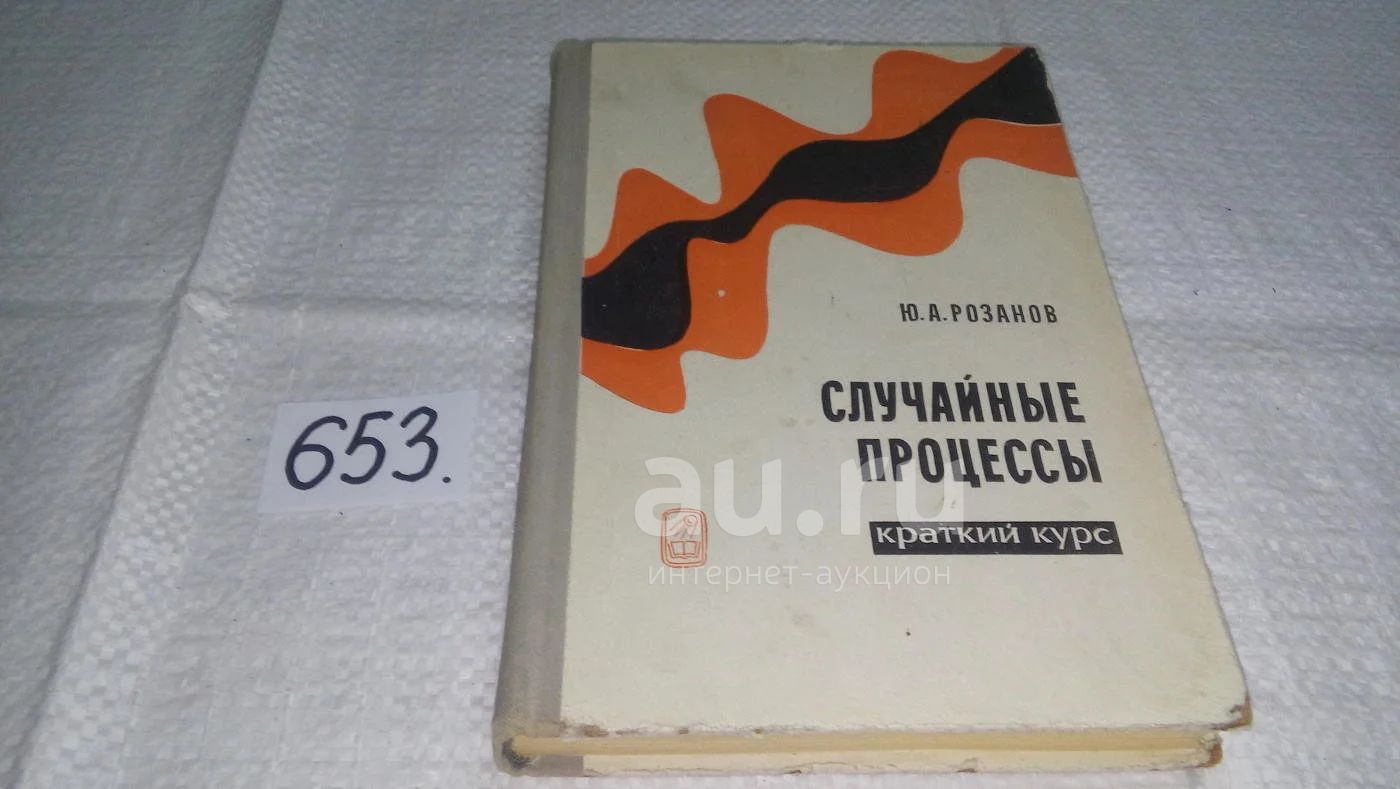 653.
Ю.А.РОЗАНОВ
СЛУЧАЙНЫЕ
ПРОЦЕССЫ
краткий курс
au.ru
интернет-аукцион